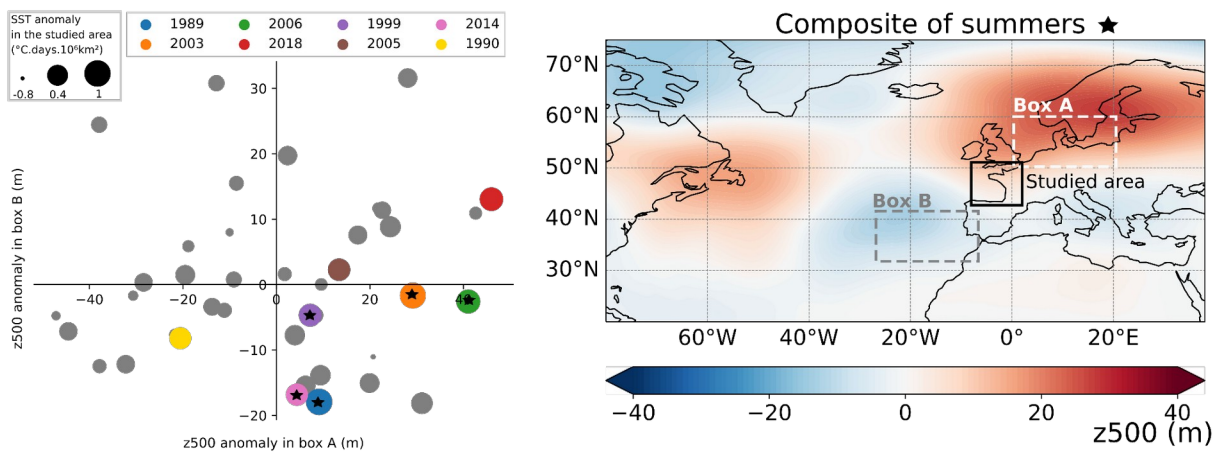 SST anomaly
in the studied area
(°C.days.10⁶km²)
-0.8 0.4 1
1989 2006 1999 2014
2003 2018 2005 1990
z500 anomaly in box B (m)
30
20
10
0
−10
−20
−40 −20 0 20 40
z500 anomaly in box A (m)
Composite of summers ★
70°N
60°N
50°N
40°N
30°N
Box A
Studied area
Box B
60°W 40°W 20°W 0° 20°E
−40 −20 0 20 40
z500 (m)